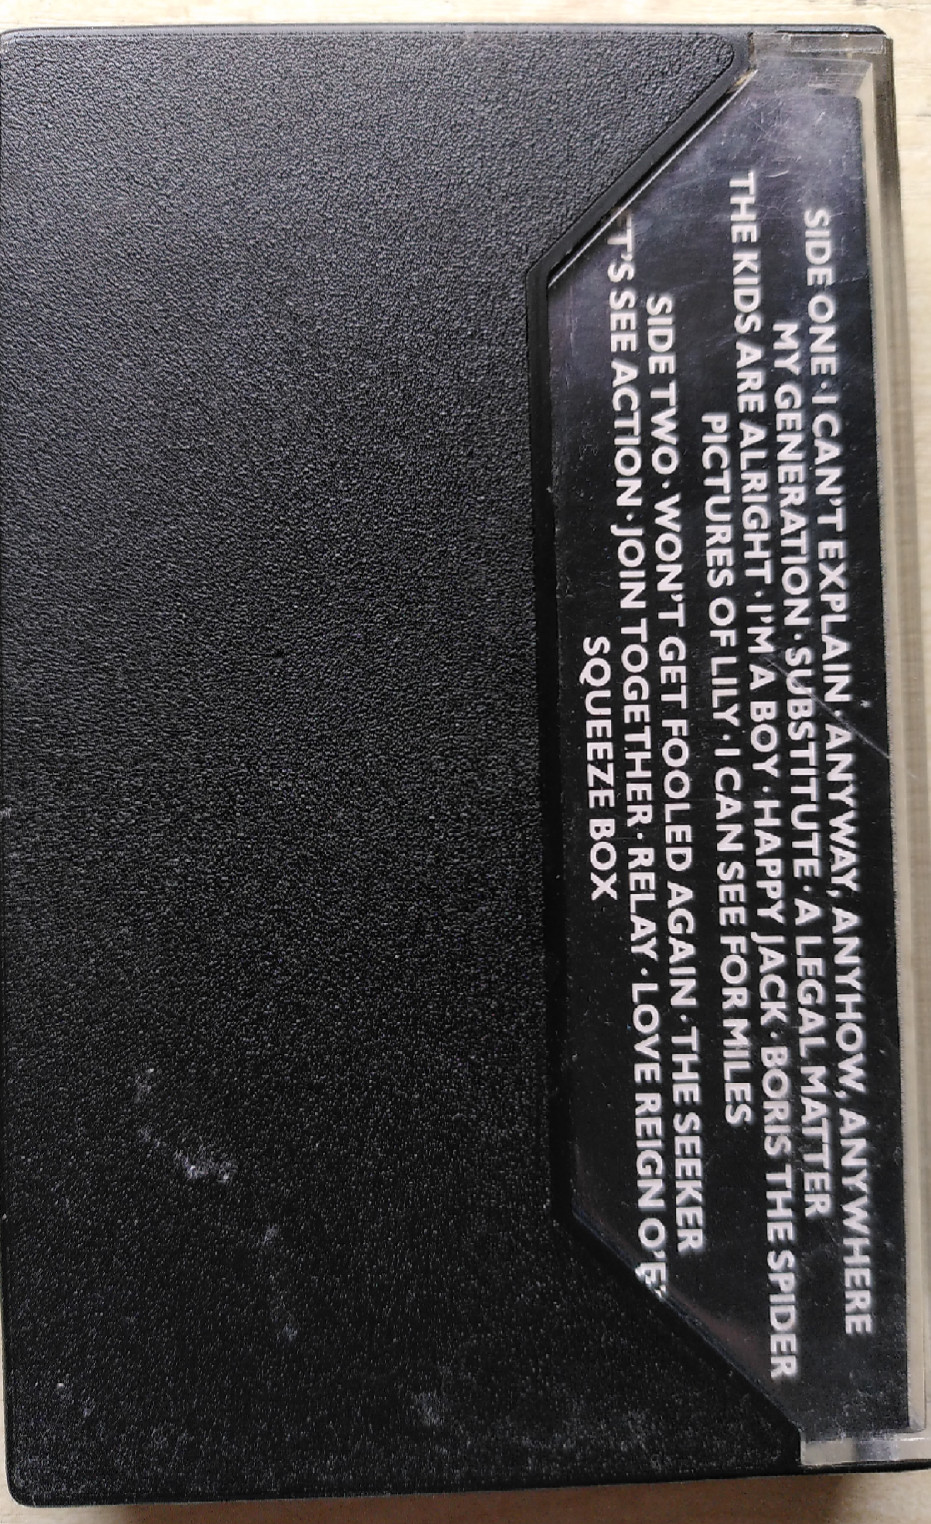 SIDE ONE · I CAN'T EXPLAIN · ANYWAY, ANYHOW, ANYWHERE
MY GENERATION · SUBSTITUTE · A LEGAL MATTER
THE KIDS ARE ALRIGHT · I'M A BOY · HAPPY JACK · BORIS THE SPIDER
PICTURES OF LILY · I CAN SEE FOR MILES
SIDE TWO · WON'T GET FOOLED AGAIN · THE SEEKER
T'S SEE ACTION · JOIN TOGETHER · RELAY · LOVE REIGN O'E
SQUEEZE BOX